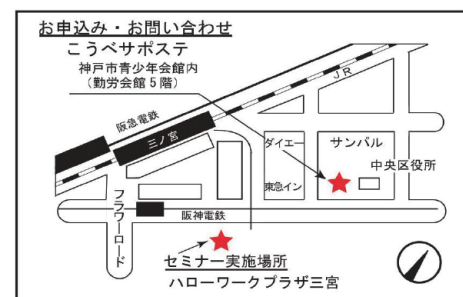 お申込み・お問い合わせ
こうべサポステ
神戸市青少年会館内
(勤労会館5階)
JR
阪急電鉄
三ノ宮
ダイエー
サンバル
中央区役所
東急イン
フラワーロード
阪神電鉄
セミナー実施場所
ハローワークプラザ三宮